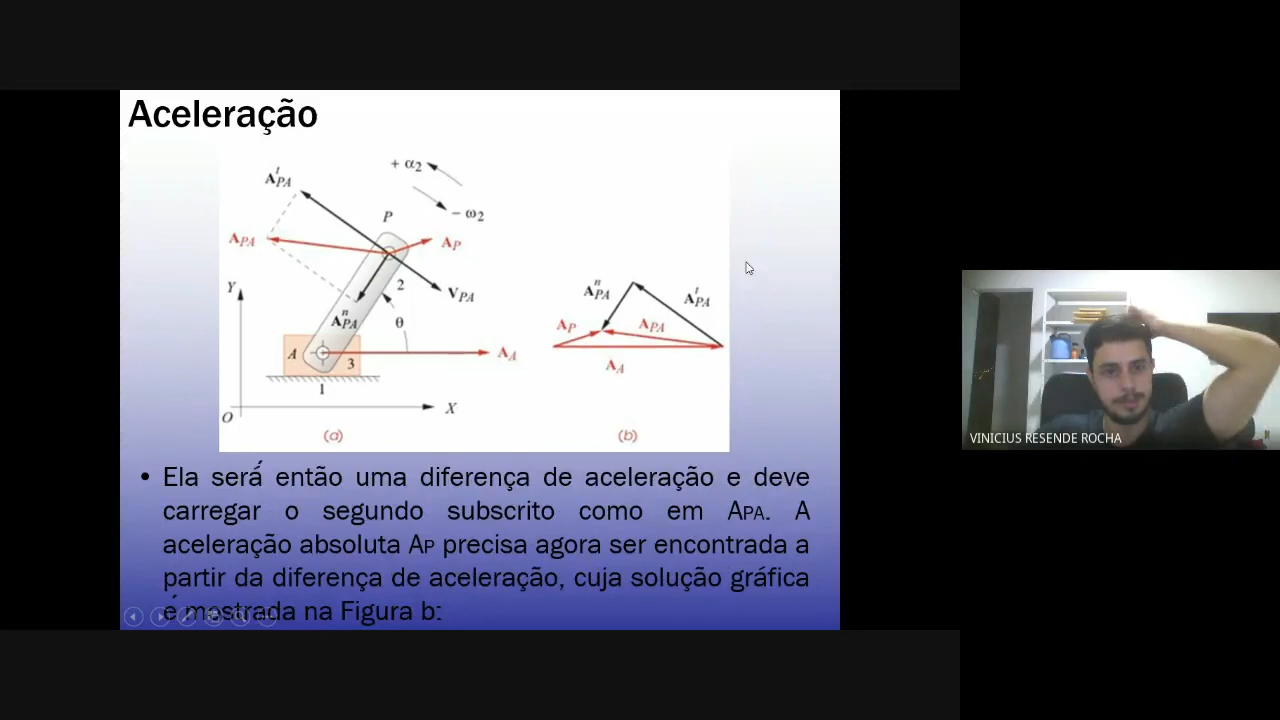 Aceleração
+ α2
A^t_PA
P
– ω2
A_PA
A_P
Y
2
V_PA
A^n_PA
θ
A
3
A_A
1
O
X
(a)
A^n_PA
A^t_PA
A_P
A_PA
A_A
(b)
• Ela será então uma diferença de aceleração e deve
carregar o segundo subscrito como em APA. A
aceleração absoluta AP precisa agora ser encontrada a
partir da diferença de aceleração, cuja solução gráfica
é mostrada na Figura b:
VINICIUS RESENDE ROCHA